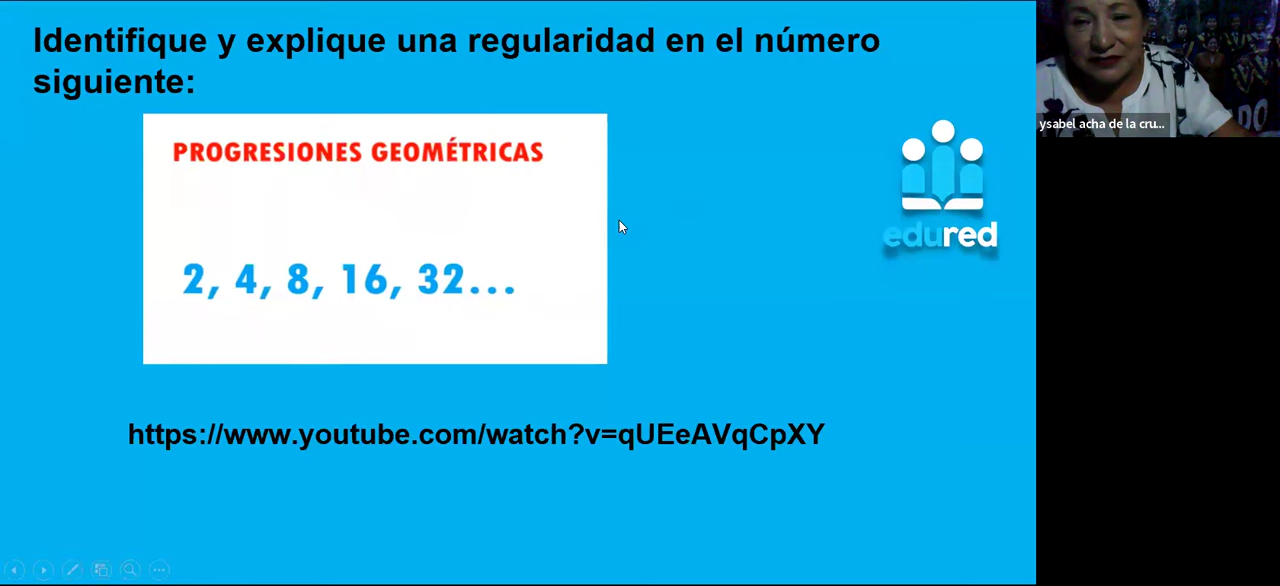 Identifique y explique una regularidad en el número
siguiente:
PROGRESIONES GEOMÉTRICAS
2, 4, 8, 16, 32...
https://www.youtube.com/watch?v=qUEeAVqCpXY
edured
ysabel acha de la cru...